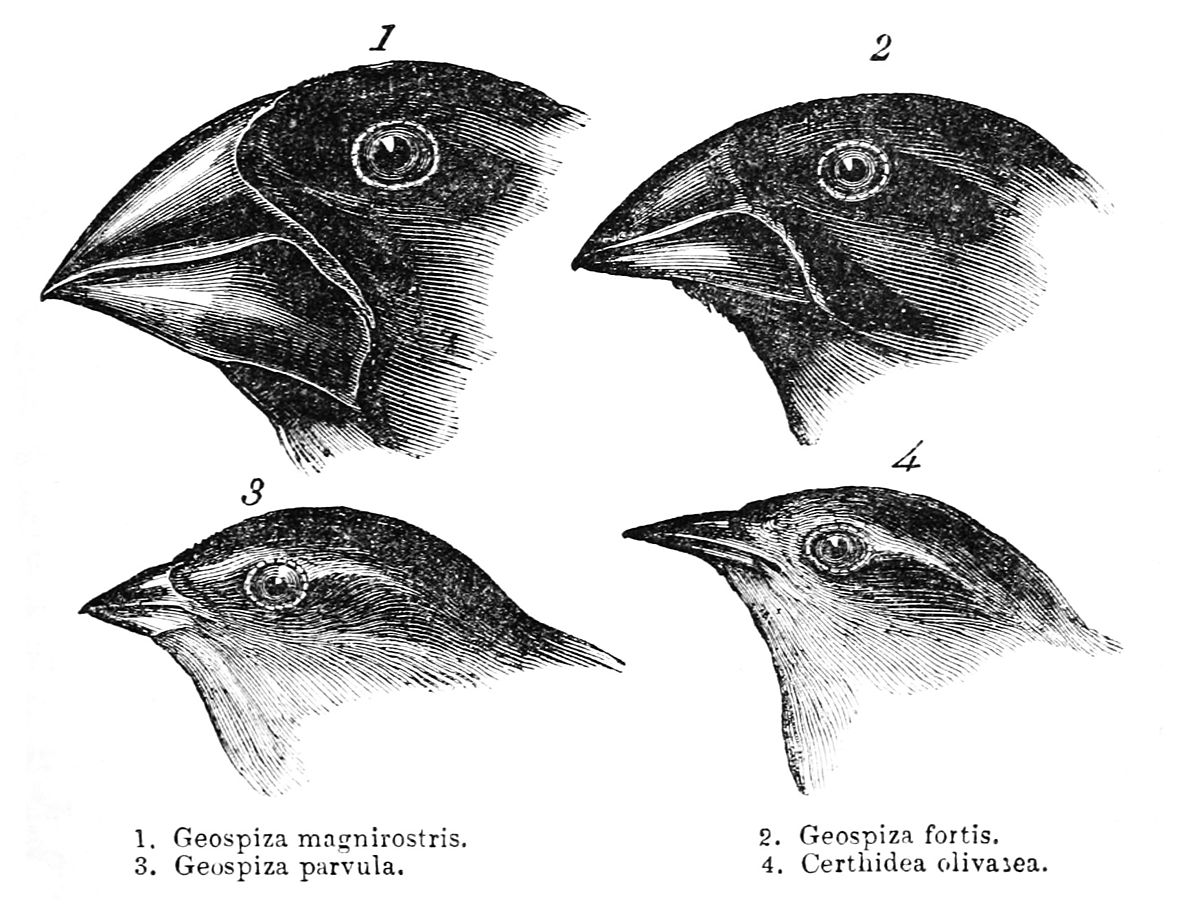 1
2
3
4
1. Geospiza magnirostris.
2. Geospiza fortis.
3. Geospiza parvula.
4. Certhidea olivasea.